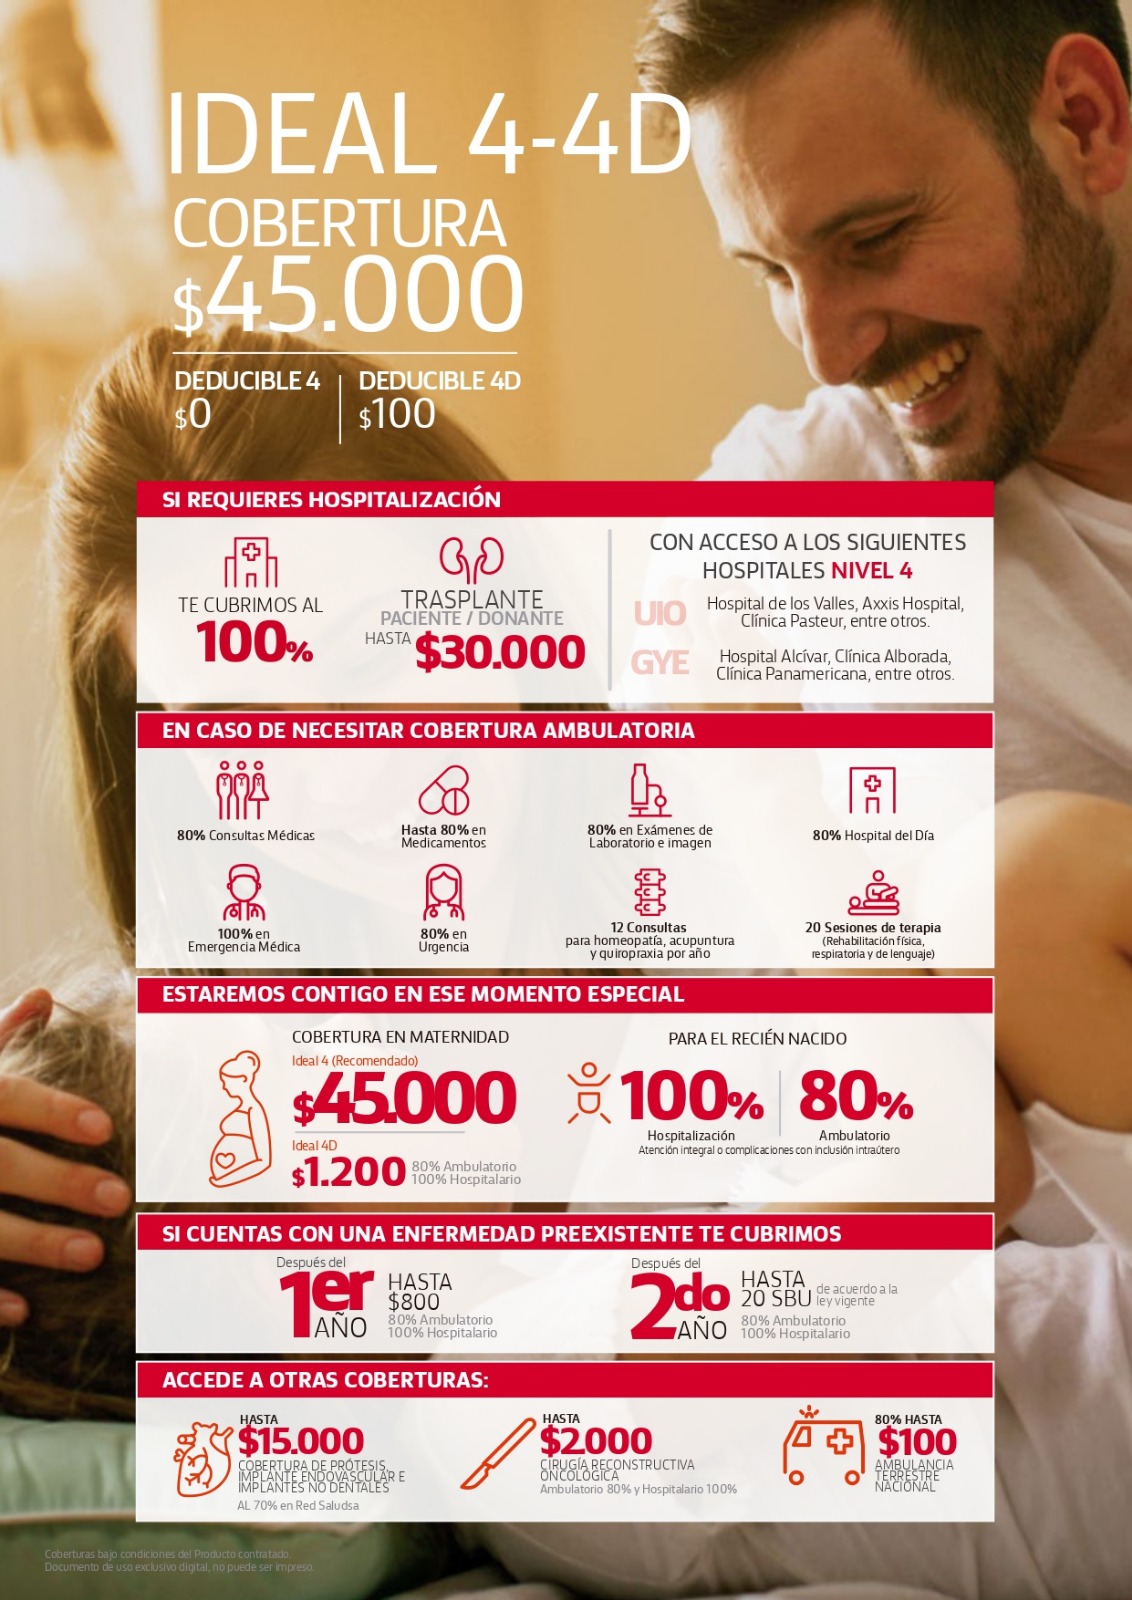 IDEAL 4-4D
COBERTURA
$45.000
DEDUCIBLE 4
$0
DEDUCIBLE 4D
$100
SI REQUIERES HOSPITALIZACIÓN
TE CUBRIMOS AL
100%
TRASPLANTE
PACIENTE / DONANTE
HASTA $30.000
CON ACCESO A LOS SIGUIENTES
HOSPITALES NIVEL 4
UIO
Hospital de los Valles, Axxis Hospital,
Clínica Pasteur, entre otros.
GYE
Hospital Alcívar, Clínica Alborada,
Clínica Panamericana, entre otros.
EN CASO DE NECESITAR COBERTURA AMBULATORIA
80% Consultas Médicas
Hasta 80% en
Medicamentos
80% en Exámenes de
Laboratorio e imagen
80% Hospital del Día
100% en
Emergencia Médica
80% en
Urgencia
12 Consultas
para homeopatía, acupuntura
y quiropraxia por año
20 Sesiones de terapia
(Rehabilitación física,
respiratoria y de lenguaje)
ESTAREMOS CONTIGO EN ESE MOMENTO ESPECIAL
COBERTURA EN MATERNIDAD
Ideal 4 (Recomendado)
$45.000
Ideal 4D
$1.200
80% Ambulatorio
100% Hospitalario
PARA EL RECIÉN NACIDO
100%
Hospitalización
80%
Ambulatorio
Atención integral o complicaciones con inclusión intraútero
SI CUENTAS CON UNA ENFERMEDAD PREEXISTENTE TE CUBRIMOS
Después del
1er
AÑO
HASTA
$800
80% Ambulatorio
100% Hospitalario
Después del
2do
AÑO
HASTA
20 SBU
de acuerdo a la
ley vigente
80% Ambulatorio
100% Hospitalario
ACCEDE A OTRAS COBERTURAS:
HASTA
$15.000
COBERTURA DE PRÓTESIS,
IMPLANTE ENDOVASCULAR E
IMPLANTES NO DENTALES
AL 70% en Red Saludsa
HASTA
$2.000
CIRUGÍA RECONSTRUCTIVA
ONCOLÓGICA
Ambulatorio 80% y Hospitalario 100%
80% HASTA
$100
AMBULANCIA
TERRESTRE
NACIONAL
Coberturas bajo condiciones del Producto contratado.
Documento de uso exclusivo digital, no puede ser impreso.